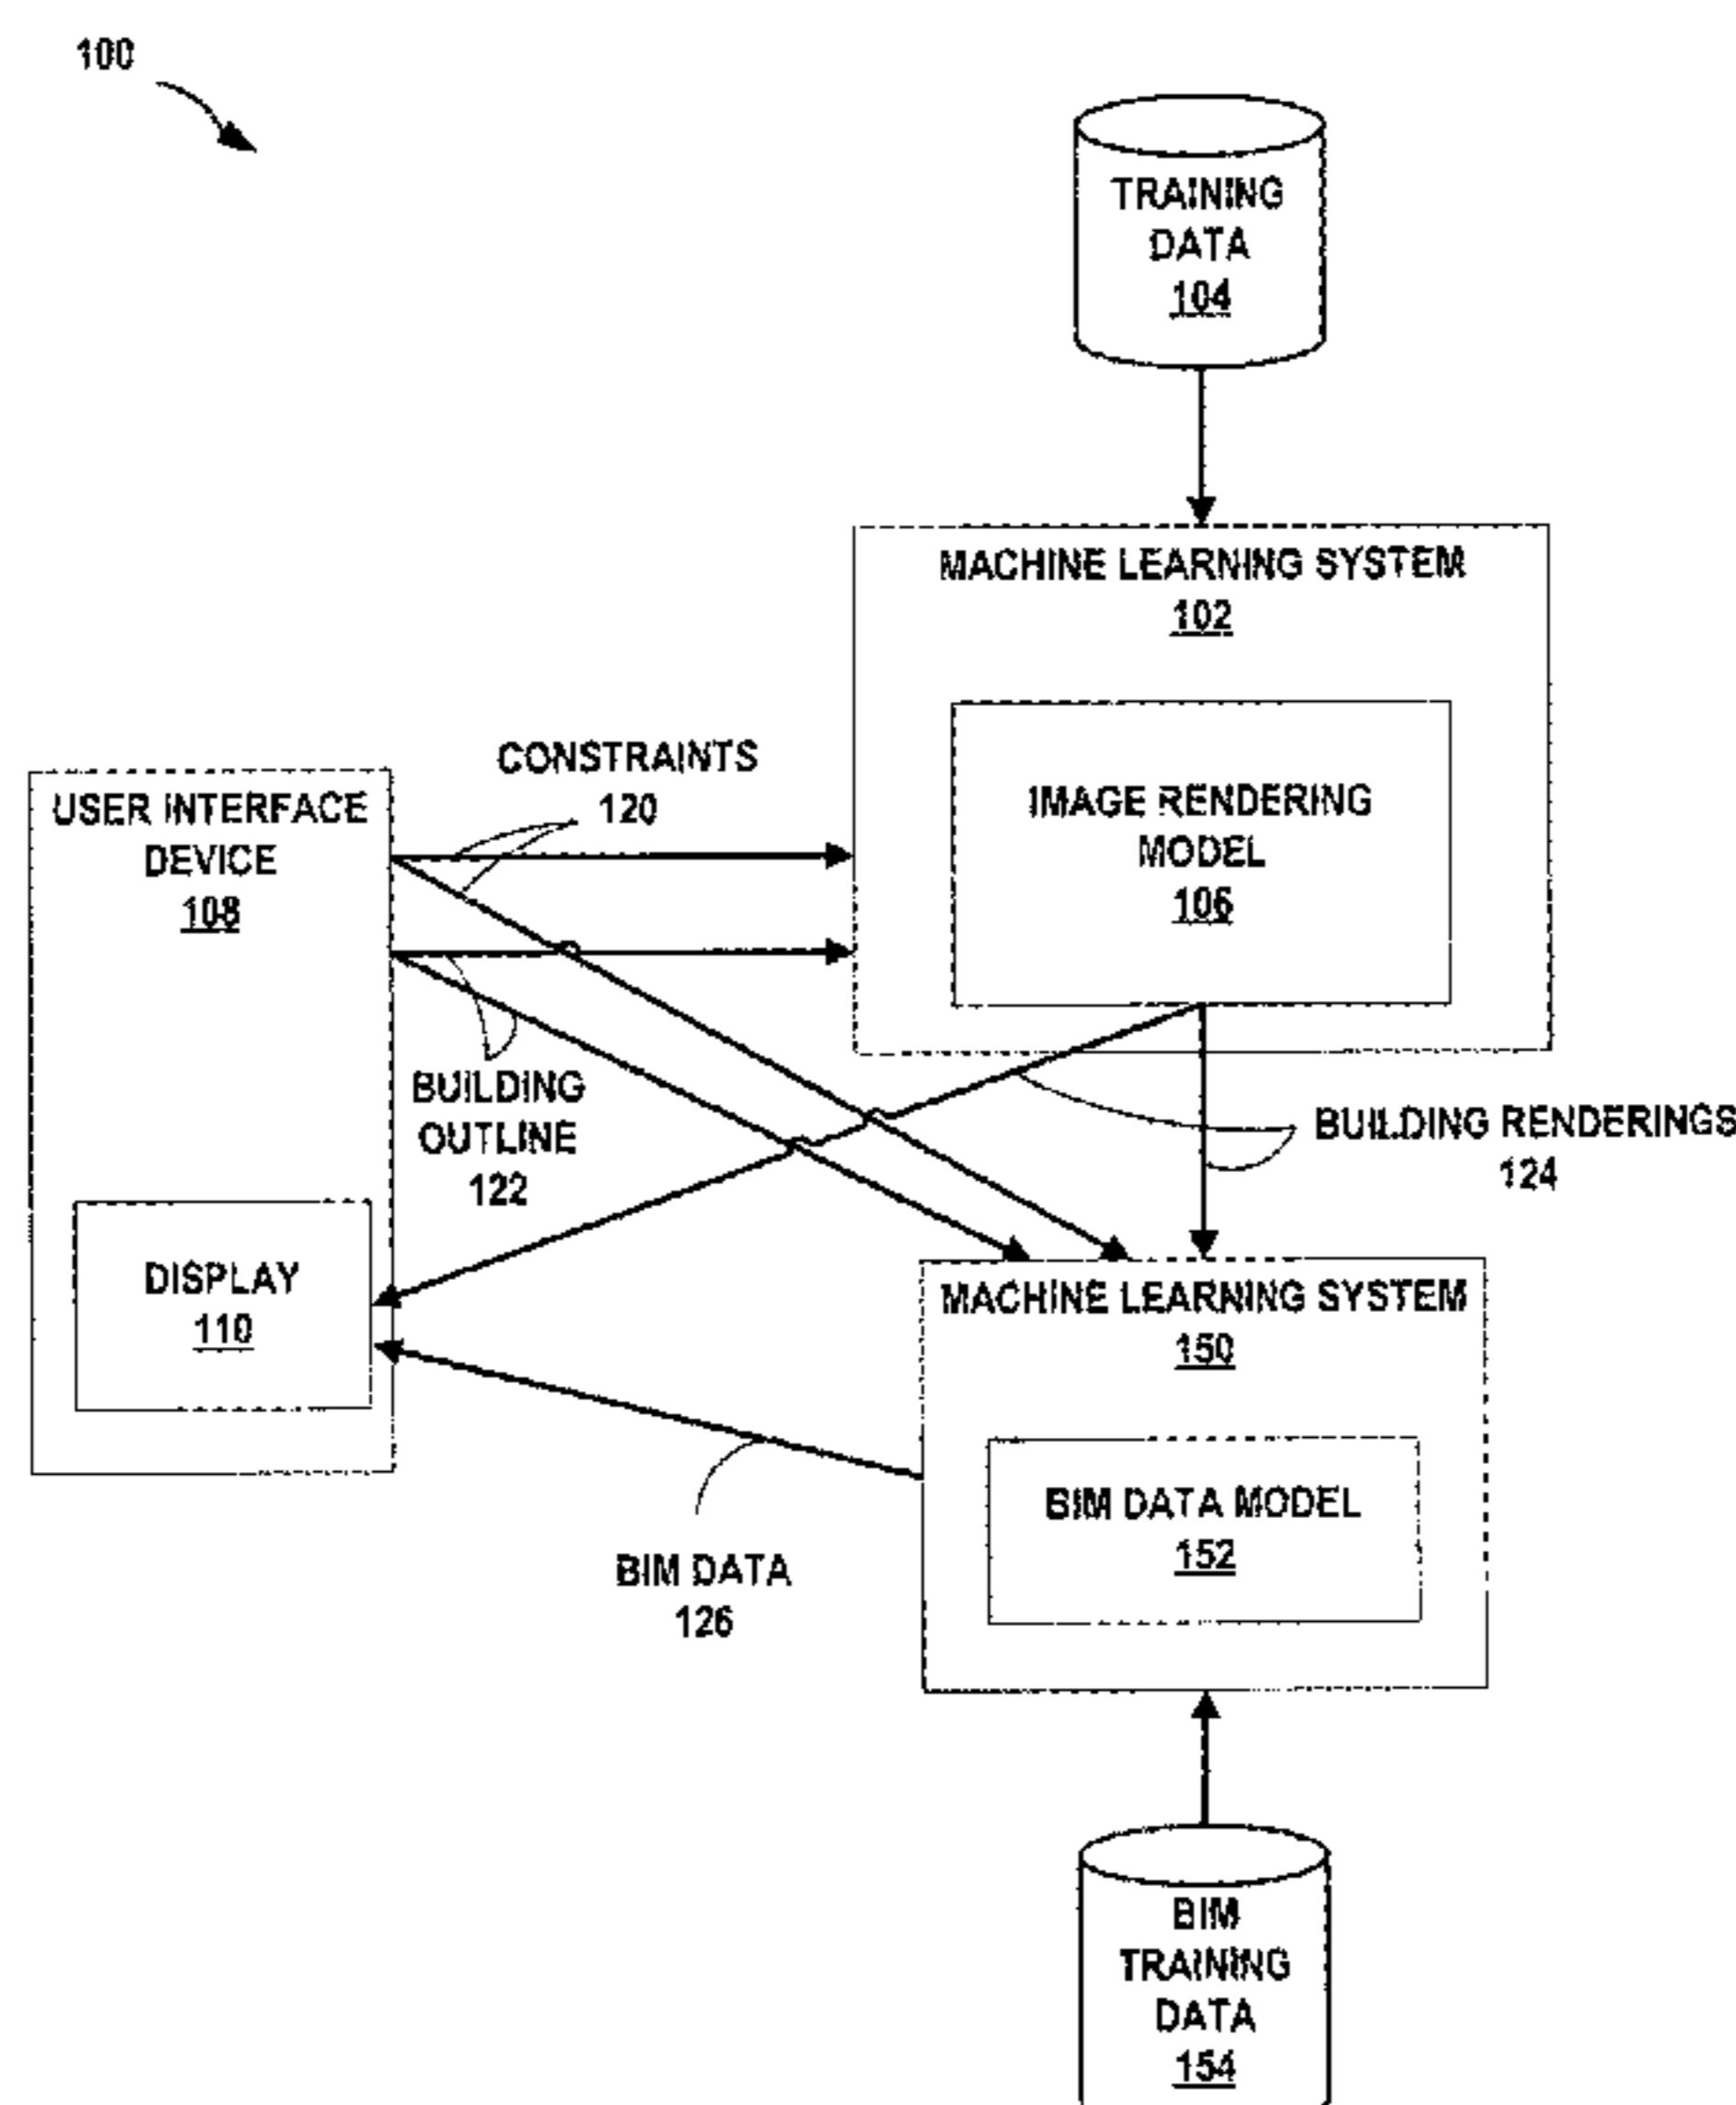 100
TRAINING
DATA
104
MACHINE LEARNING SYSTEM
102
IMAGE RENDERING
MODEL
106
CONSTRAINTS
120
USER INTERFACE
DEVICE
108
BUILDING
OUTLINE
122
BUILDING RENDERINGS
124
DISPLAY
110
MACHINE LEARNING SYSTEM
150
BIM DATA MODEL
152
BIM DATA
126
BIM
TRAINING
DATA
154